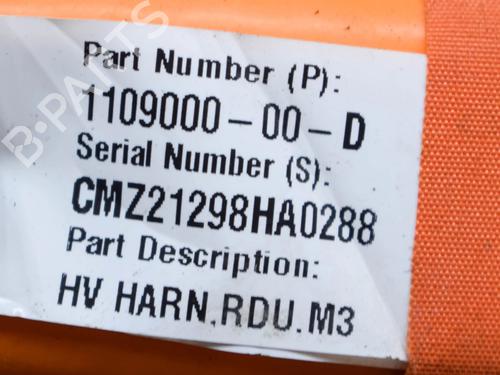 Part Number (P):
1109000-00-D
Serial Number (S):
CMZ21298HA0288
Part Description:
HV HARN,RDU.M3
B-PARTS